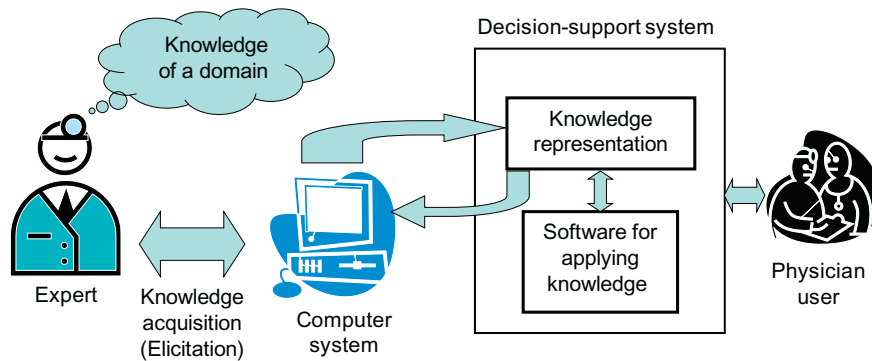 Knowledge
of a domain
Decision-support system
Knowledge
representation
Software for
applying
knowledge
Expert
Knowledge
acquisition
(Elicitation)
Computer
system
Physician
user